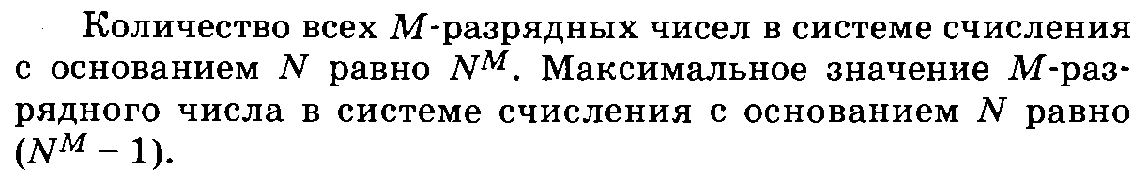 Количество всех M-разрядных чисел в системе счисления
с основанием N равно N^M. Максимальное значение M-раз-
рядного числа в системе счисления с основанием N равно
(N^M – 1).